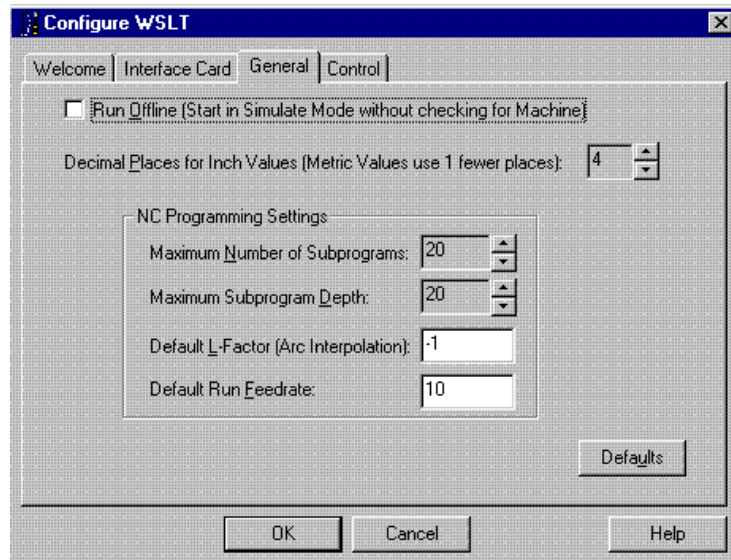 Configure WSLT
Welcome Interface Card General Control
Run Offline (Start in Simulate Mode without checking for Machine)
Decimal Places for Inch Values (Metric Values use 1 fewer places): 4
NC Programming Settings
Maximum Number of Subprograms: 20
Maximum Subprogram Depth: 20
Default L-Factor (Arc Interpolation): -1
Default Run Feedrate: 10
Defaults
OK Cancel Help